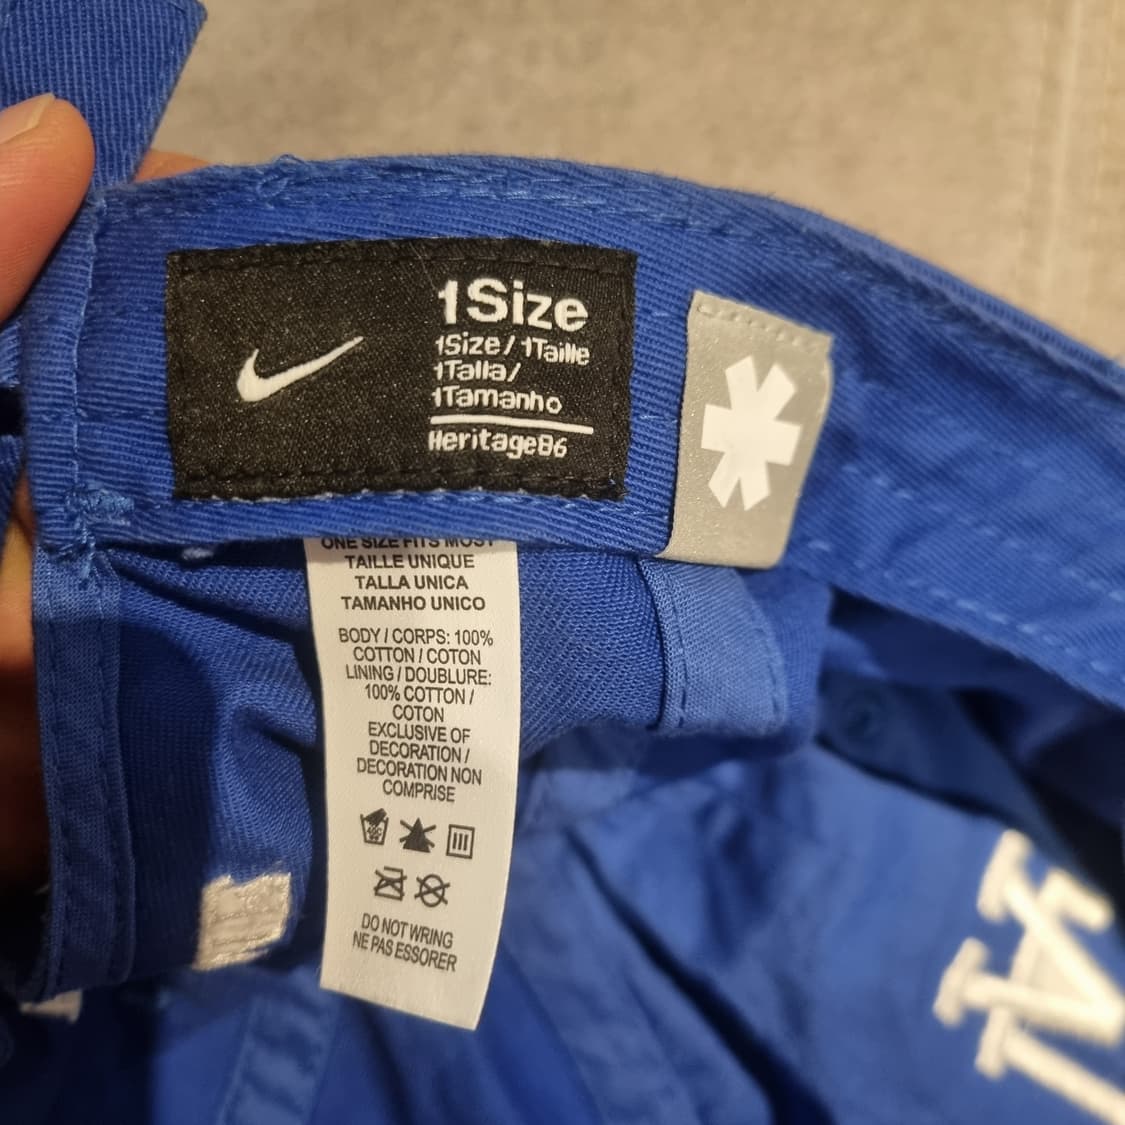 1Size
1Size/1Taille
1Talla/
1Tamanho
Heritage86
ONE SIZE FITS MOST
TAILLE UNIQUE
TALLA UNICA
TAMANHO UNICO
BODY / CORPS: 100%
COTTON / COTON
LINING / DOUBLURE:
100% COTTON /
COTON
EXCLUSIVE OF
DECORATION /
DECORATION NON
COMPRISE
DO NOT WRING
NE PAS ESSORER